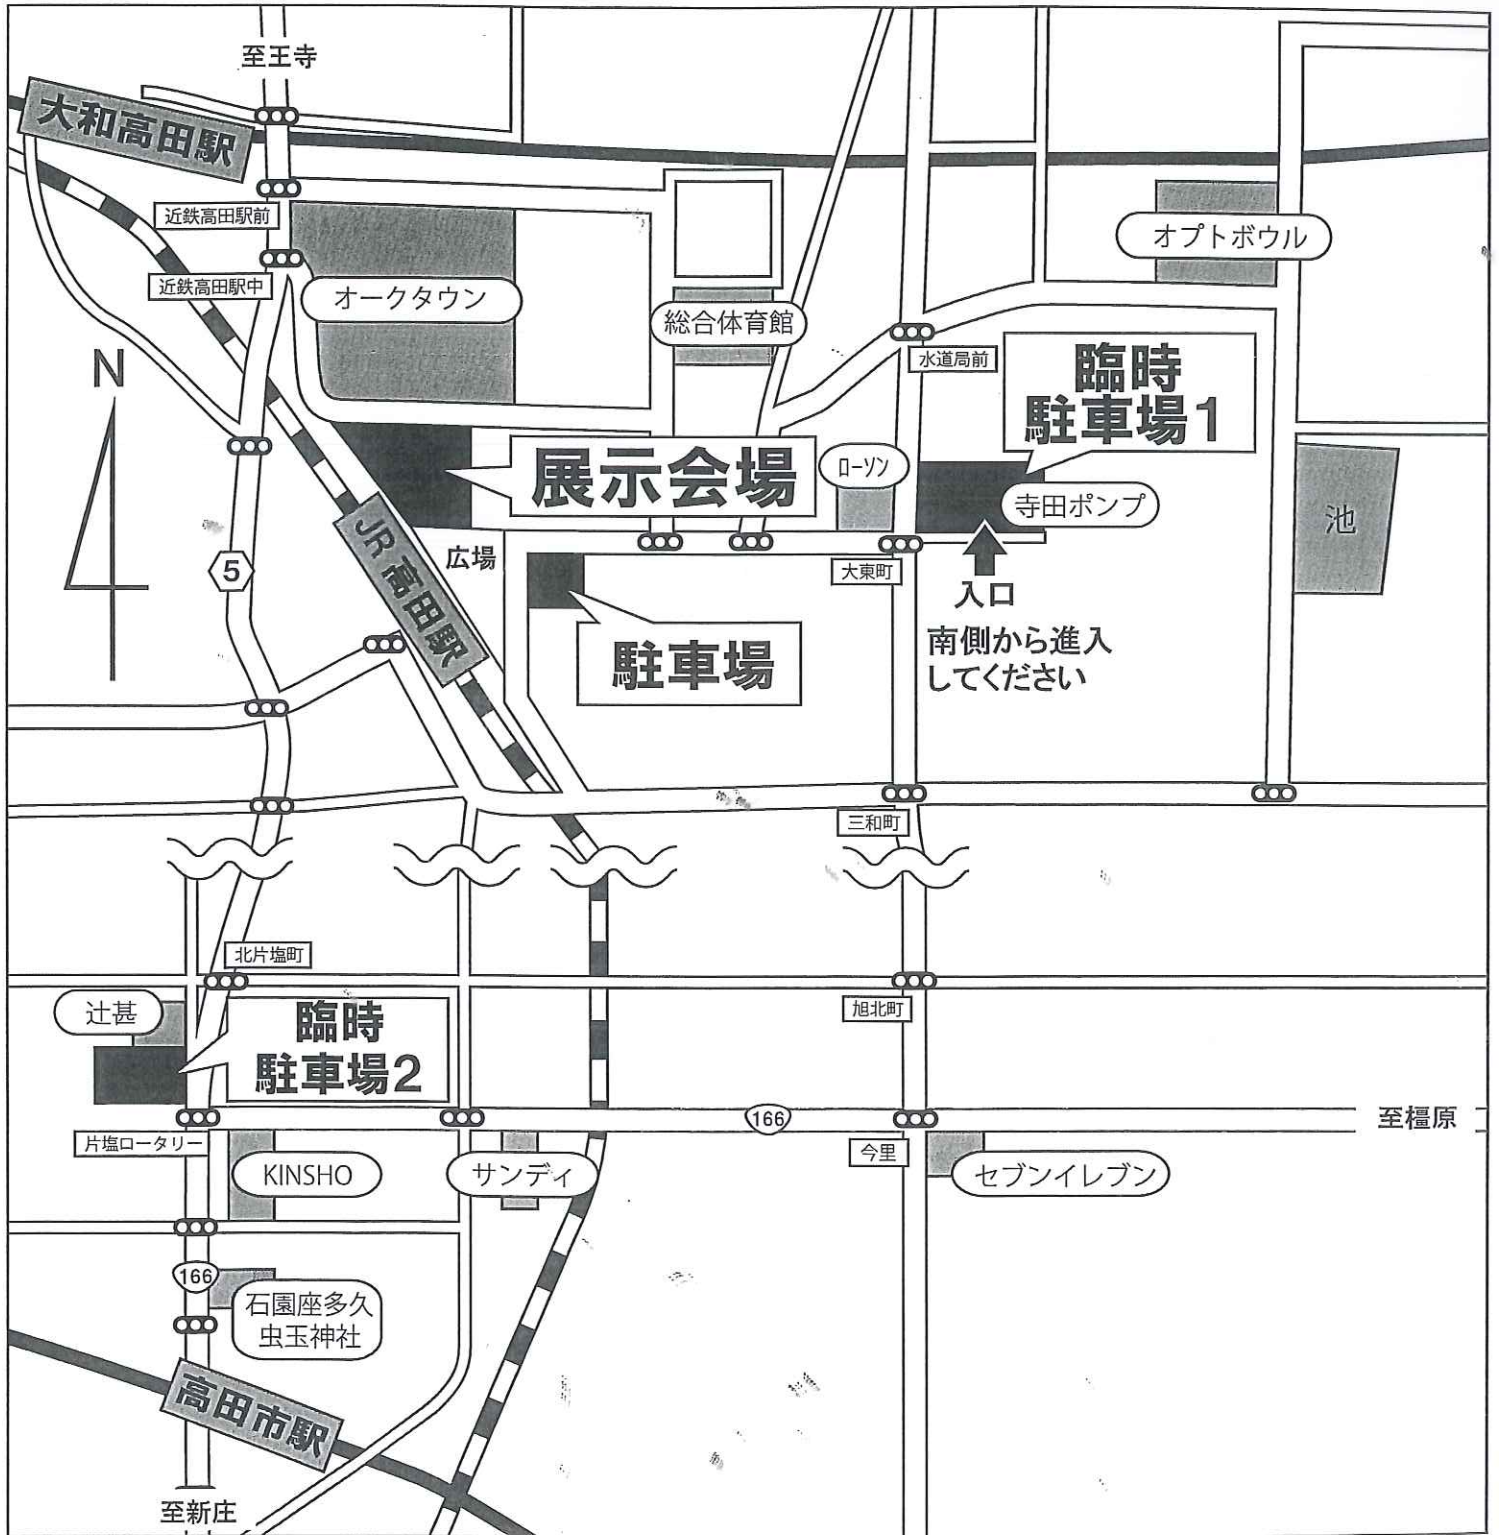 至王寺
大和高田駅
近鉄高田駅前
オプトボウル
近鉄高田駅中
オークタウン
総合体育館
水道局前
臨時
駐車場1
N
展示会場
ローソン
寺田ポンプ
池
JR高田駅
広場
5
大東町
入口
南側から進入
してください
駐車場
三和町
北片塩町
辻甚
臨時
駐車場2
旭北町
166
至橿原
片塩ロータリー
KINSHO
サンディ
今里
セブンイレブン
166
石園座多久
虫玉神社
高田市駅
至新庄